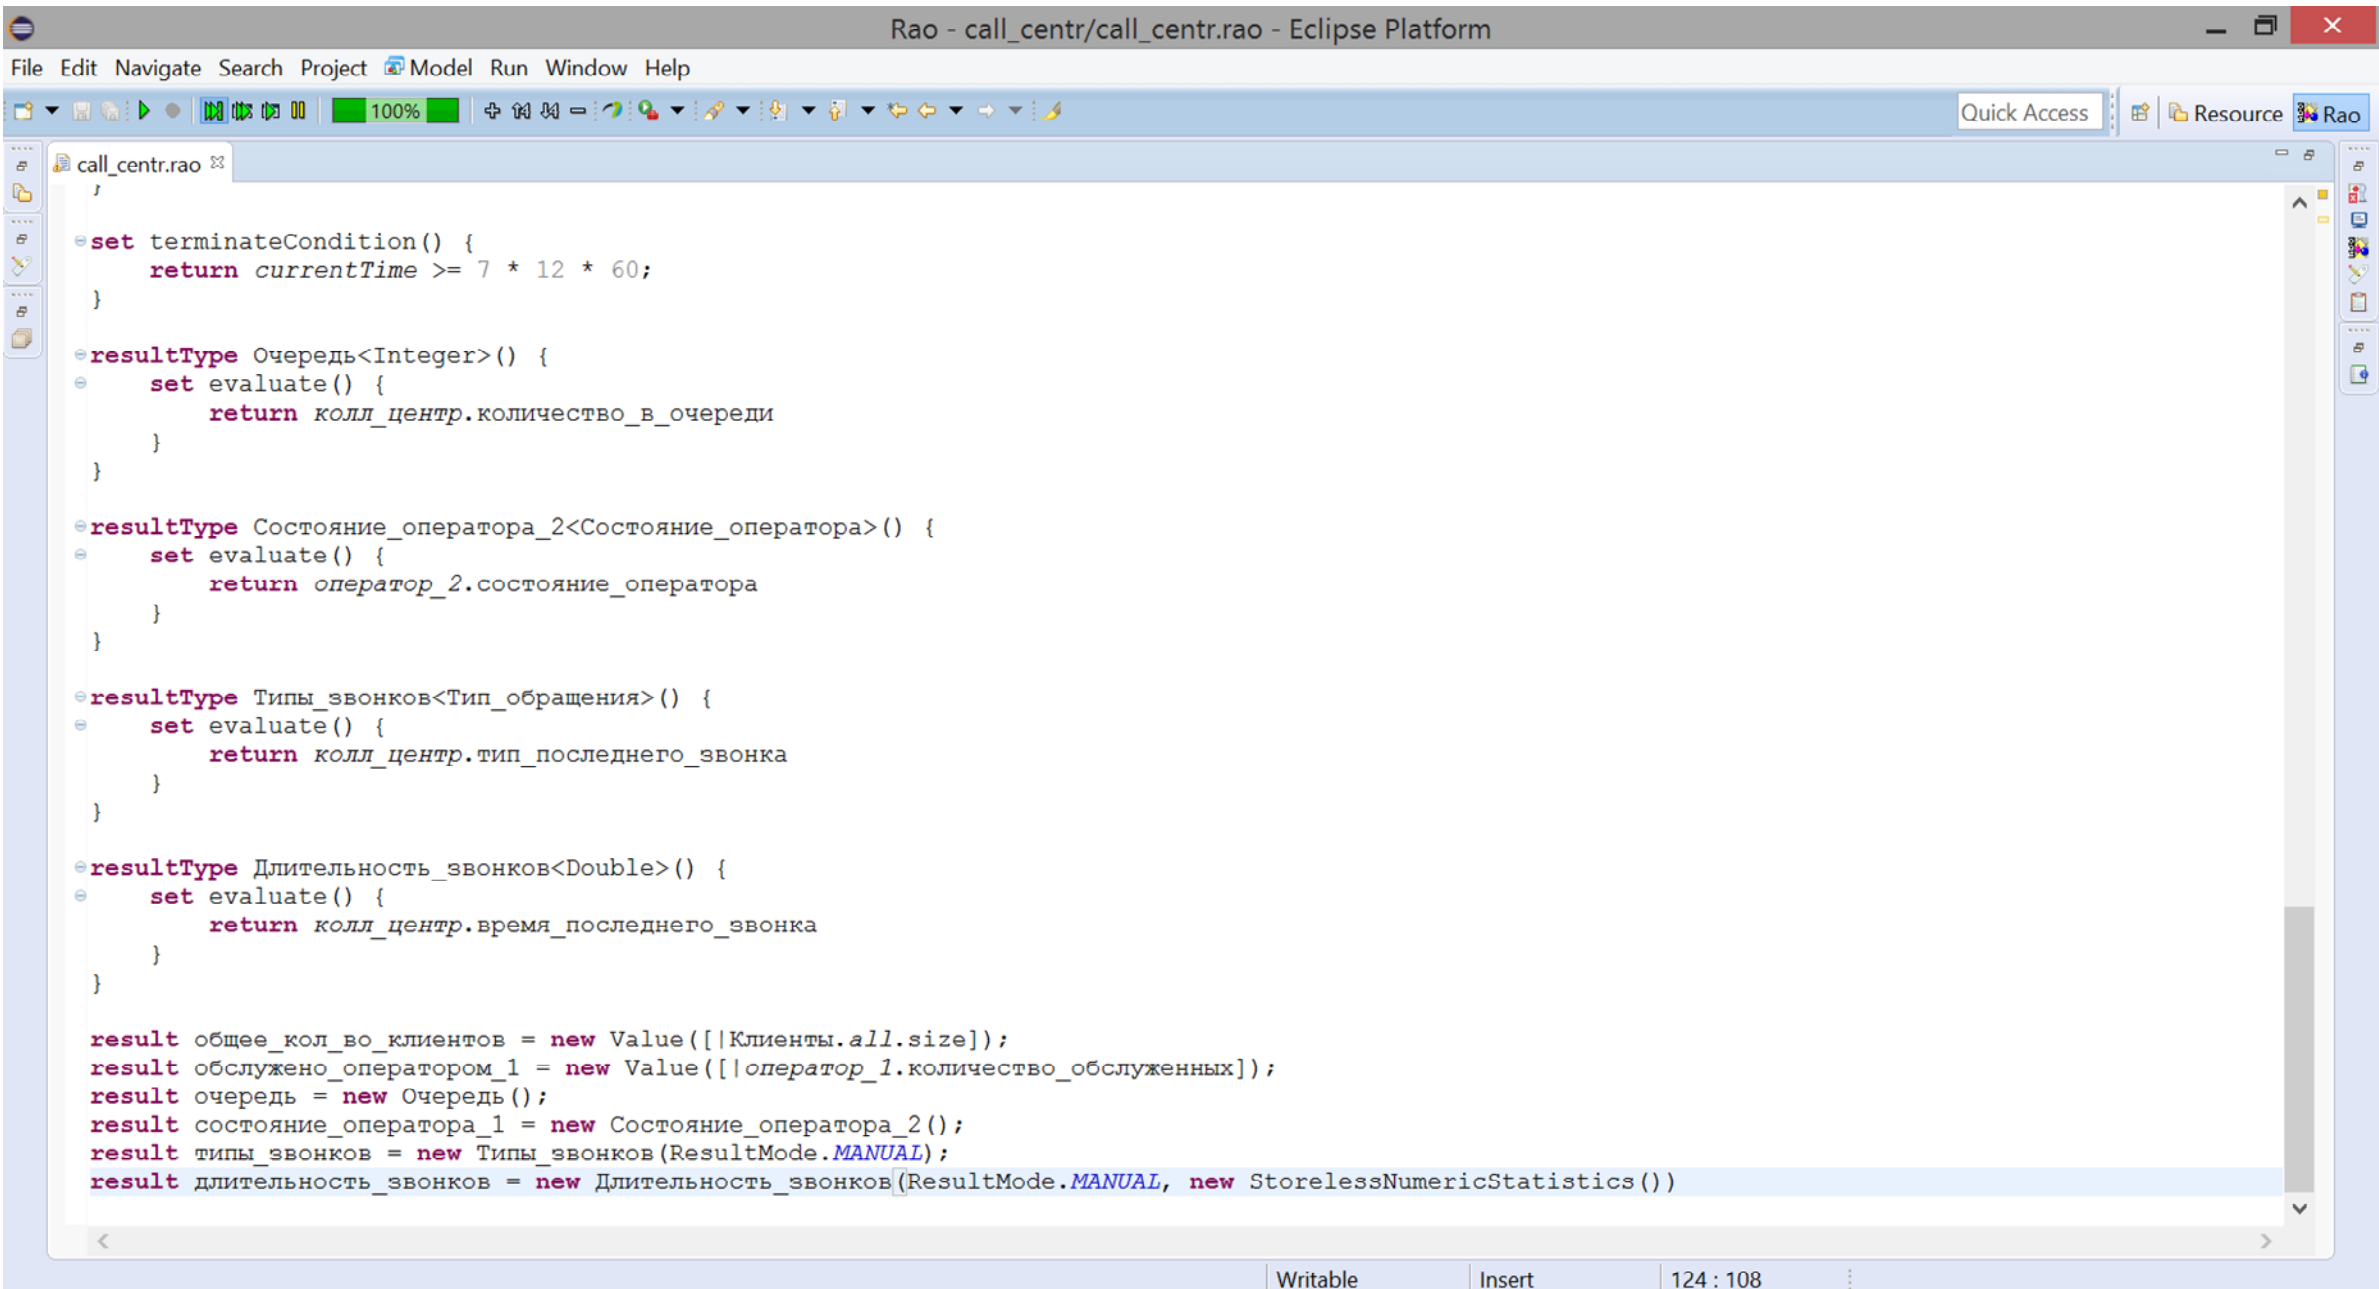 Rao - call_centr/call_centr.rao - Eclipse Platform
File Edit Navigate Search Project Model Run Window Help
100%
Quick Access
Resource
Rao
call_centr.rao
}
set terminateCondition() {
return currentTime >= 7 * 12 * 60;
}
resultType Очередь<Integer>() {
set evaluate() {
return колл_центр.количество_в_очереди
}
}
resultType Состояние_оператора_2<Состояние_оператора>() {
set evaluate() {
return оператор_2.состояние_оператора
}
}
resultType Типы_звонков<Тип_обращения>() {
set evaluate() {
return колл_центр.тип_последнего_звонка
}
}
resultType Длительность_звонков<Double>() {
set evaluate() {
return колл_центр.время_последнего_звонка
}
}
result общее_кол_во_клиентов = new Value([|Клиенты.all.size]);
result обслужено_оператором_1 = new Value([|оператор_1.количество_обслуженных]);
result очередь = new Очередь();
result состояние_оператора_1 = new Состояние_оператора_2();
result типы_звонков = new Типы_звонков(ResultMode.MANUAL);
result длительность_звонков = new Длительность_звонков(ResultMode.MANUAL, new StorelessNumericStatistics())
Writable
Insert
124 : 108